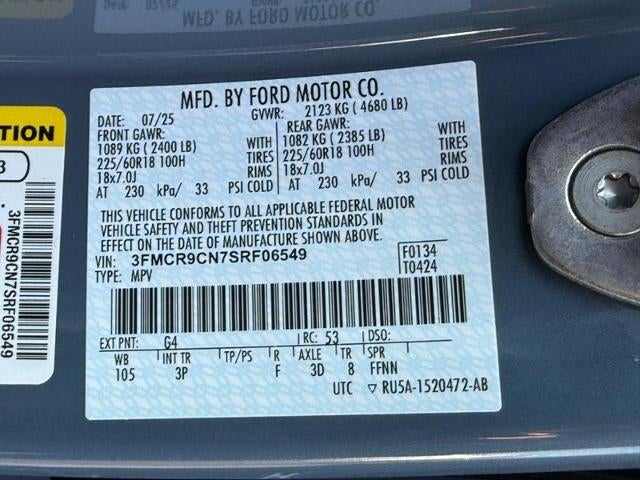 MFD. BY FORD MOTOR CO.
DATE: 07/25 GVWR: 2123 KG ( 4680 LB)
FRONT GAWR: REAR GAWR:
1089 KG ( 2400 LB) 1082 KG ( 2385 LB)
225/60R18 100H TIRES 225/60R18 100H TIRES
18x7.0J RIMS 18x7.0J RIMS
AT 230 kPa/ 33 PSI COLD AT 230 kPa/ 33 PSI COLD
THIS VEHICLE CONFORMS TO ALL APPLICABLE FEDERAL MOTOR
VEHICLE SAFETY AND THEFT PREVENTION STANDARDS IN
EFFECT ON THE DATE OF MANUFACTURE SHOWN ABOVE.
VIN: 3FMCR9CN7SRF06549 F0134
TYPE: MPV T0424
EXT PNT: G4 RC: 53 DSO:
WB INT TR TP/PS R AXLE TR SPR
105 3P F 3D 8 FFNN
UTC RU5A-1520472-AB
TION
3
3FMCR9CN7SRF06549